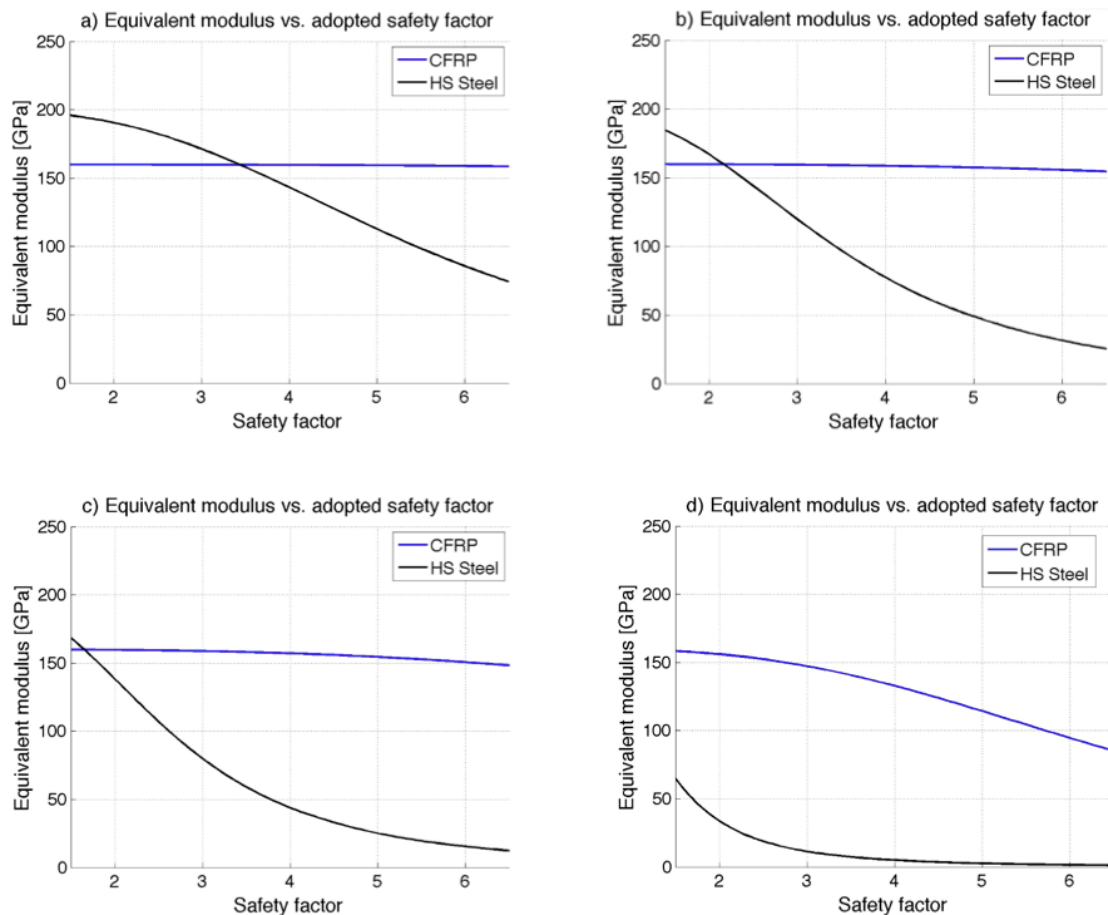 a) Equivalent modulus vs. adopted safety factor
250
200
150
100
50
0
Equivalent modulus [GPa]
CFRP
HS Steel
2 3 4 5 6
Safety factor
b) Equivalent modulus vs. adopted safety factor
250
200
150
100
50
0
Equivalent modulus [GPa]
CFRP
HS Steel
2 3 4 5 6
Safety factor
c) Equivalent modulus vs. adopted safety factor
250
200
150
100
50
0
Equivalent modulus [GPa]
CFRP
HS Steel
2 3 4 5 6
Safety factor
d) Equivalent modulus vs. adopted safety factor
250
200
150
100
50
0
Equivalent modulus [GPa]
CFRP
HS Steel
2 3 4 5 6
Safety factor